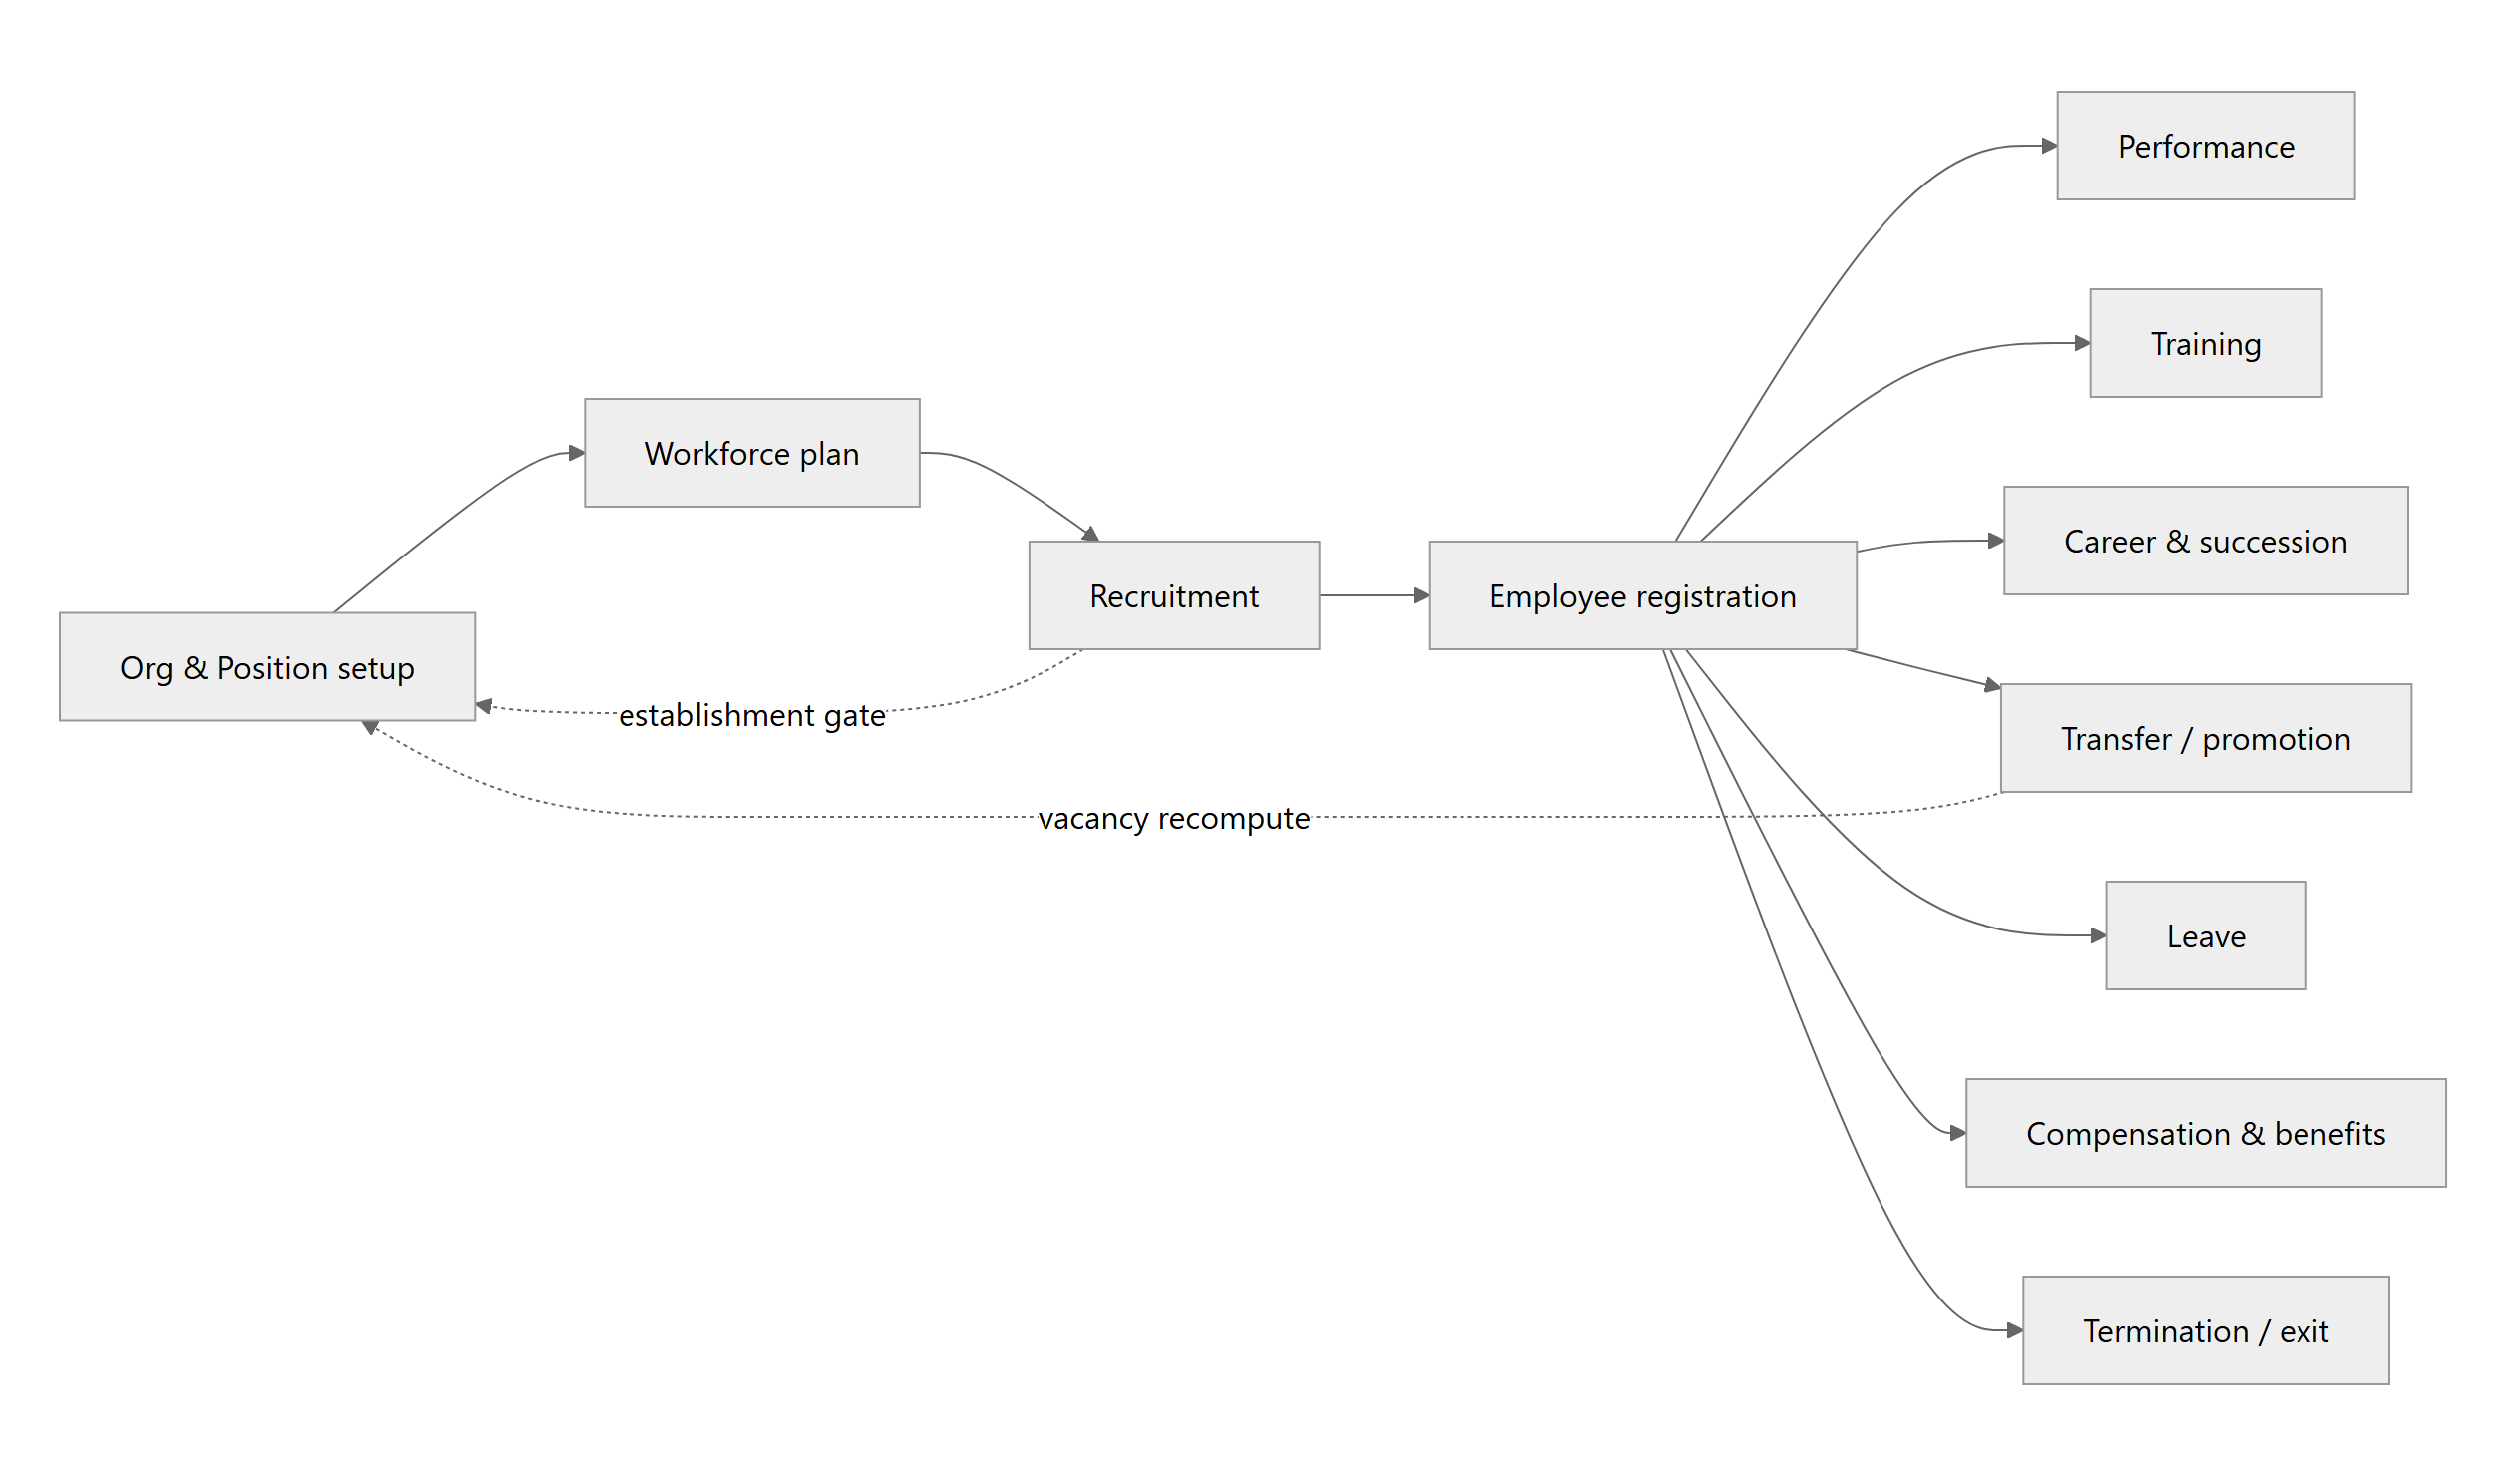 Performance
Training
Workforce plan
Career & succession
Recruitment
Employee registration
Org & Position setup
establishment gate
Transfer / promotion
vacancy recompute
Leave
Compensation & benefits
Termination / exit